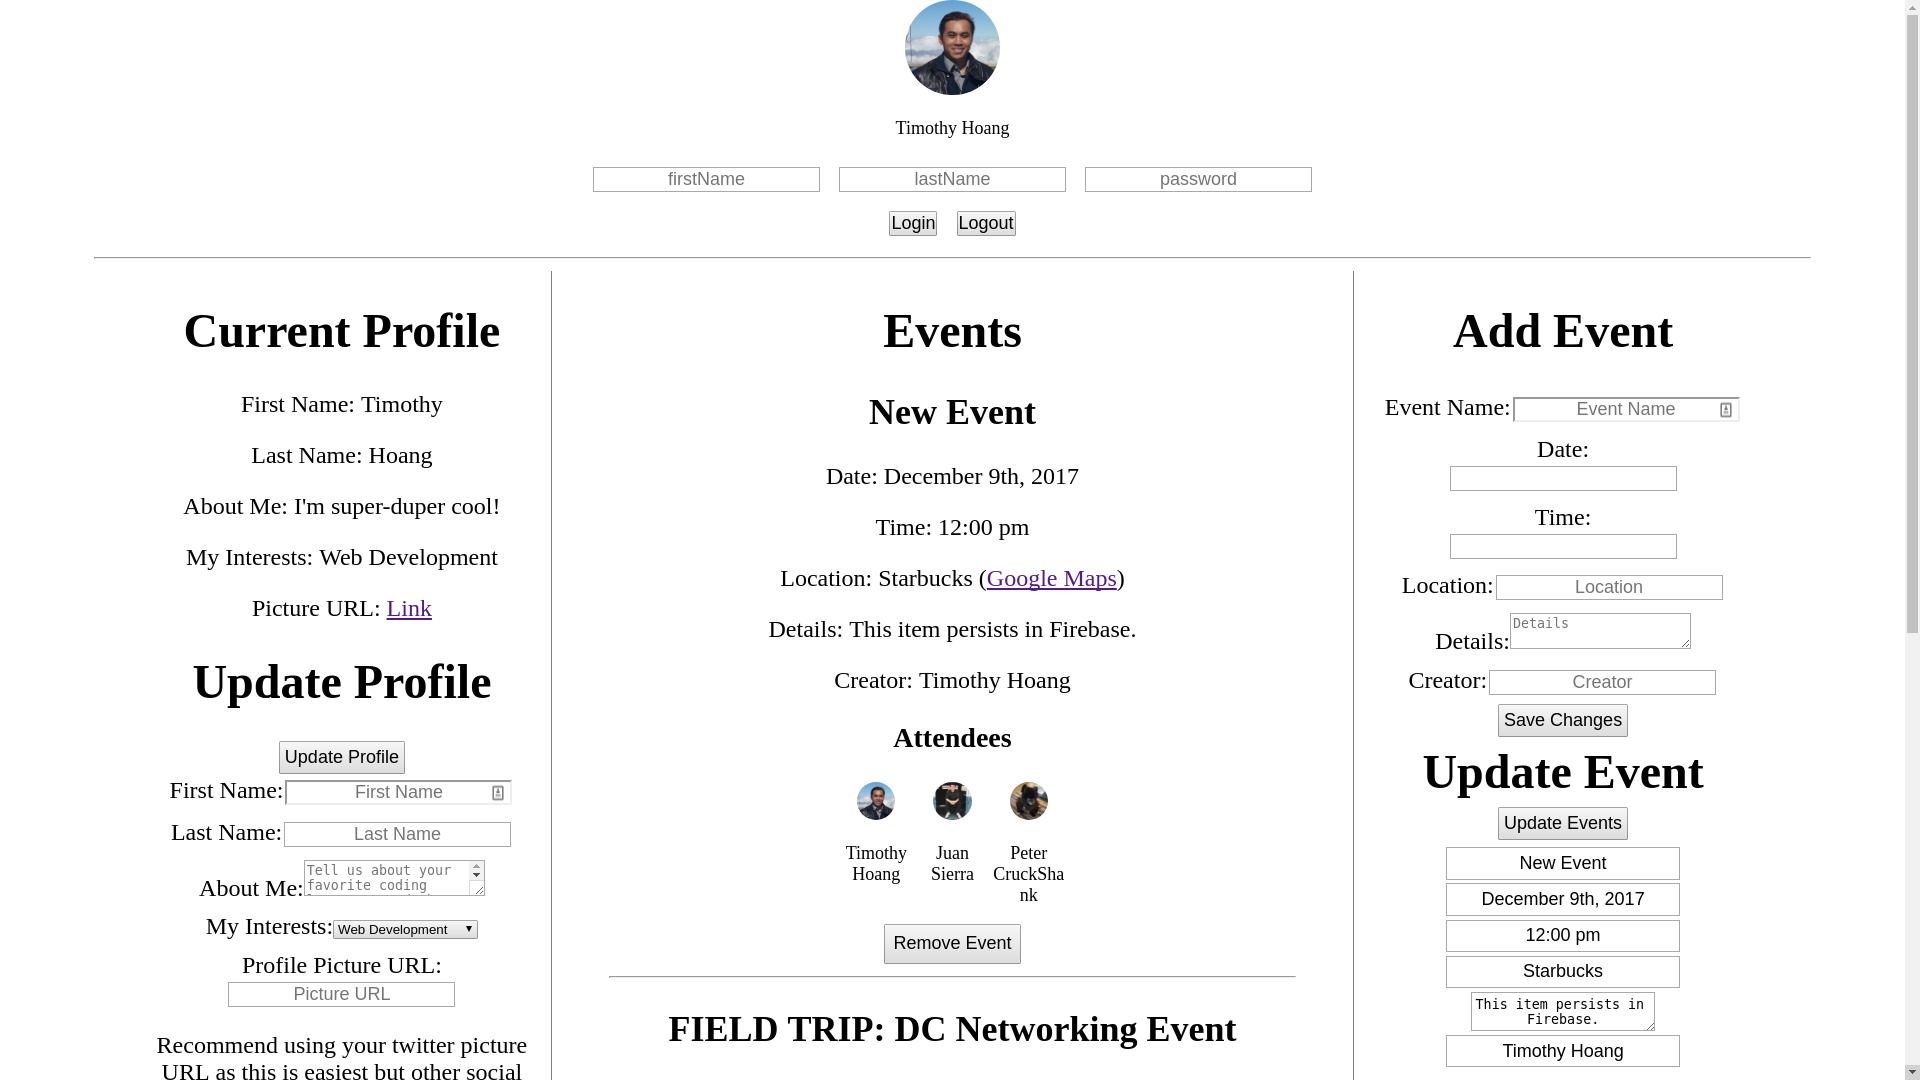 Timothy Hoang
firstName lastName password
Login Logout
Current Profile
First Name: Timothy
Last Name: Hoang
About Me: I'm super-duper cool!
My Interests: Web Development
Picture URL: Link
Update Profile
Update Profile
First Name: First Name
Last Name: Last Name
About Me: Tell us about your
favorite coding
My Interests: Web Development
Profile Picture URL:
Picture URL
Recommend using your twitter picture
URL as this is easiest but other social
Events
New Event
Date: December 9th, 2017
Time: 12:00 pm
Location: Starbucks (Google Maps)
Details: This item persists in Firebase.
Creator: Timothy Hoang
Attendees
Timothy
Hoang
Juan
Sierra
Peter
CruckSha
nk
Remove Event
FIELD TRIP: DC Networking Event
Add Event
Event Name: Event Name
Date:
Time:
Location: Location
Details: Details
Creator: Creator
Save Changes
Update Event
Update Events
New Event
December 9th, 2017
12:00 pm
Starbucks
This item persists in
Firebase.
Timothy Hoang